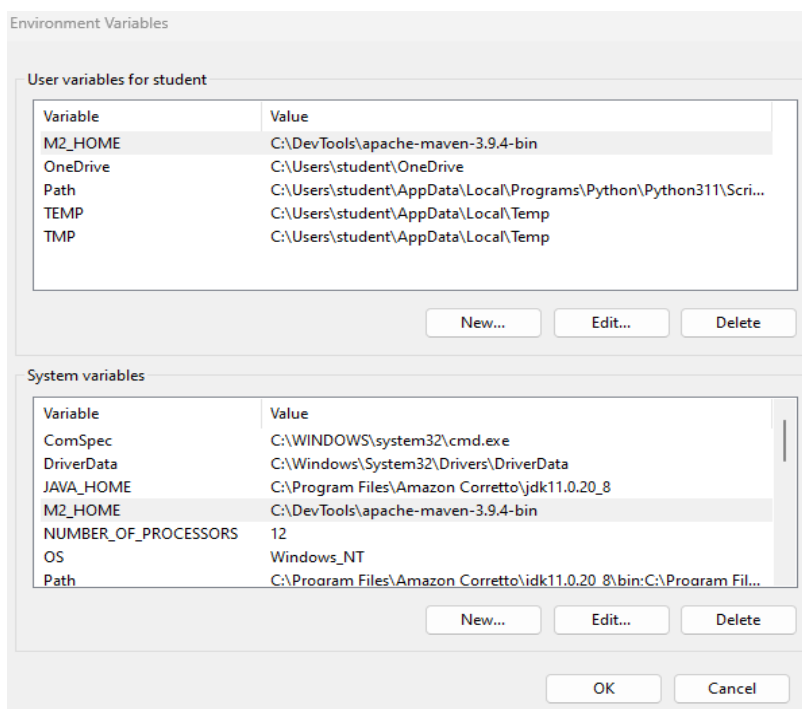 Environment Variables
User variables for student
Variable Value
M2_HOME C:\DevTools\apache-maven-3.9.4-bin
OneDrive C:\Users\student\OneDrive
Path C:\Users\student\AppData\Local\Programs\Python\Python311\Scri...
TEMP C:\Users\student\AppData\Local\Temp
TMP C:\Users\student\AppData\Local\Temp
New... Edit... Delete
System variables
Variable Value
ComSpec C:\WINDOWS\system32\cmd.exe
DriverData C:\Windows\System32\Drivers\DriverData
JAVA_HOME C:\Program Files\Amazon Corretto\jdk11.0.20_8
M2_HOME C:\DevTools\apache-maven-3.9.4-bin
NUMBER_OF_PROCESSORS 12
OS Windows_NT
Path C:\Program Files\Amazon Corretto\jdk11.0.20_8\bin;C:\Program Fil...
New... Edit... Delete
OK Cancel